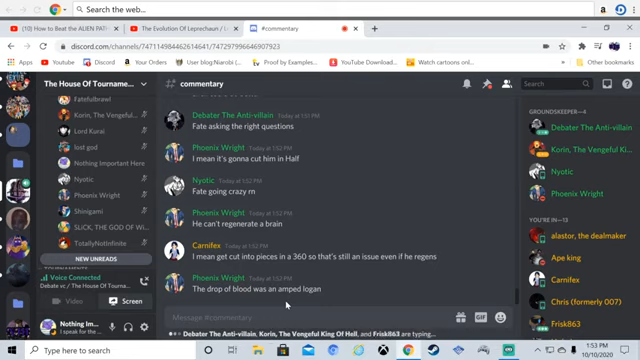 Search the web...
(10) How to Beat the ALIEN PAT
The Evolution Of Leprechaun / L
#commentary
discord.com/channels/747114984462614641/747297996466907923
YouTube
Discord
Your Orders
User blog:Nairobi (
Proof by Examples...
Watch cartoons onl...
Other bookmarks
The House Of Tourname...
# commentary
Search
FatefulBrawl
Korin, The Vengeful...
Lord Kurai
lost god
Nothing Important Here
Nyotic
Phoenix Wright
Shinigami
SLICK, THE GOD OF W
TotallyNotInfinite
NEW UNREADS
Voice Connected
Debate vc / The House Of Tourna...
Video
Screen
Nothing Im...
I speak for the...
Debater The Anti-villain Today at 1:51 PM
Fate asking the right questions
Phoenix Wright Today at 1:52 PM
I mean it's gonna cut him in Half
Nyotic Today at 1:52 PM
Fate going crazy rn
Phoenix Wright Today at 1:52 PM
He can't regenerate a brain
Carnifex Today at 1:52 PM
I mean get cut into pieces in a 360 so that's still an issue even if he regens
Phoenix Wright Today at 1:52 PM
The drop of blood was an amped logan
Message #commentary
GIF
Debater The Anti-villain, Korin, The Vengeful King Of Hell, and Frisk863 are typing...
GROUNDSKEEPER—4
Debater The Anti-villain
Korin, The Vengeful Ki...
Nyotic
Phoenix Wright
YOU'RE IN—13
alastor, the dealmaker
Ape king
Carnifex
Chris (formerly 007)
Frisk863
Type here to search
1:53 PM
10/10/2020